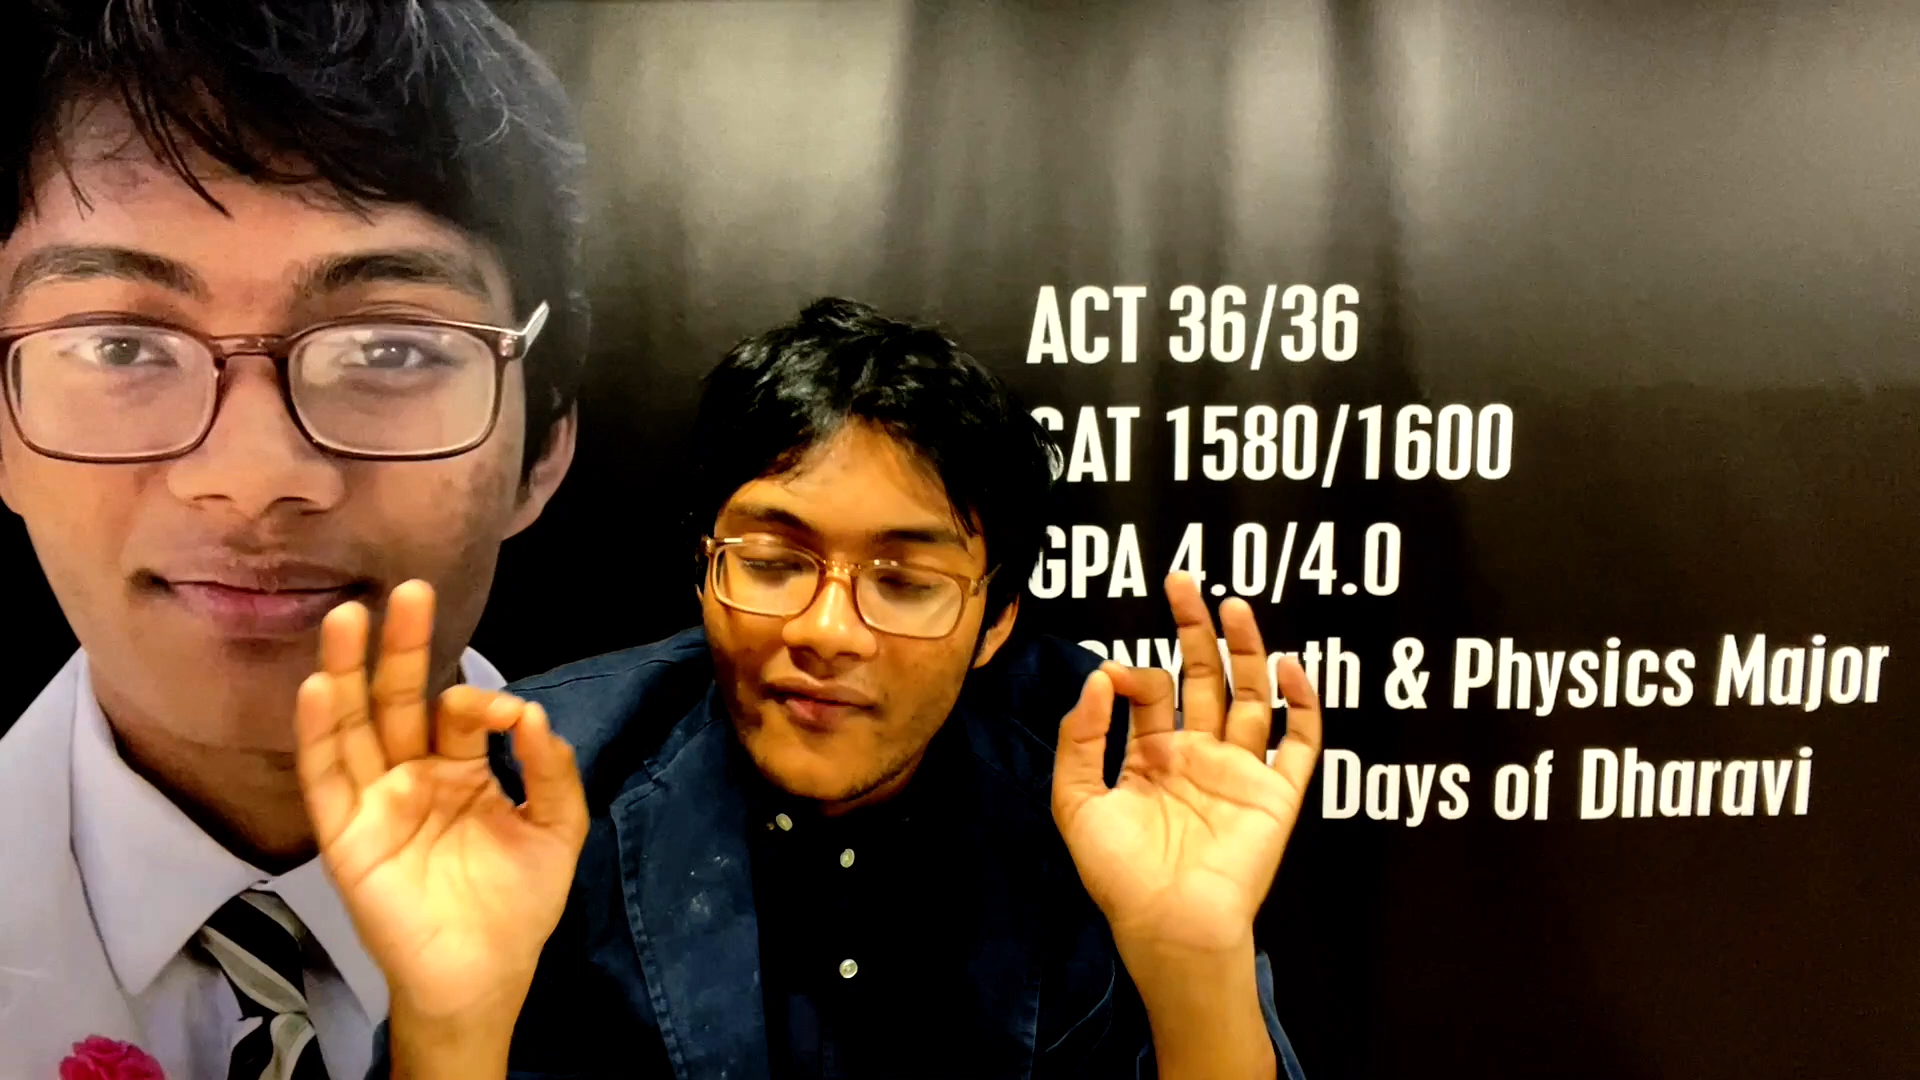 ACT 36/36
SAT 1580/1600
GPA 4.0/4.0
& Physics Major
Days of Dharavi